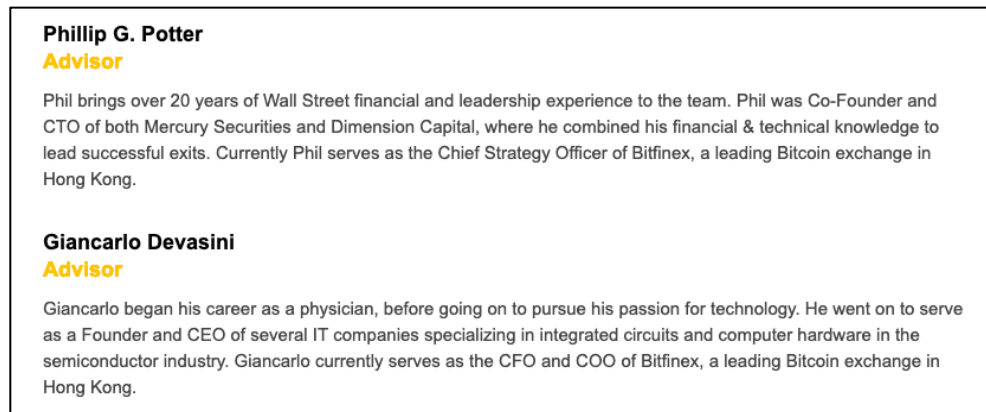 Phillip G. Potter
Advisor
Phil brings over 20 years of Wall Street financial and leadership experience to the team. Phil was Co-Founder and
CTO of both Mercury Securities and Dimension Capital, where he combined his financial & technical knowledge to
lead successful exits. Currently Phil serves as the Chief Strategy Officer of Bitfinex, a leading Bitcoin exchange in
Hong Kong.
Giancarlo Devasini
Advisor
Giancarlo began his career as a physician, before going on to pursue his passion for technology. He went on to serve
as a Founder and CEO of several IT companies specializing in integrated circuits and computer hardware in the
semiconductor industry. Giancarlo currently serves as the CFO and COO of Bitfinex, a leading Bitcoin exchange in
Hong Kong.